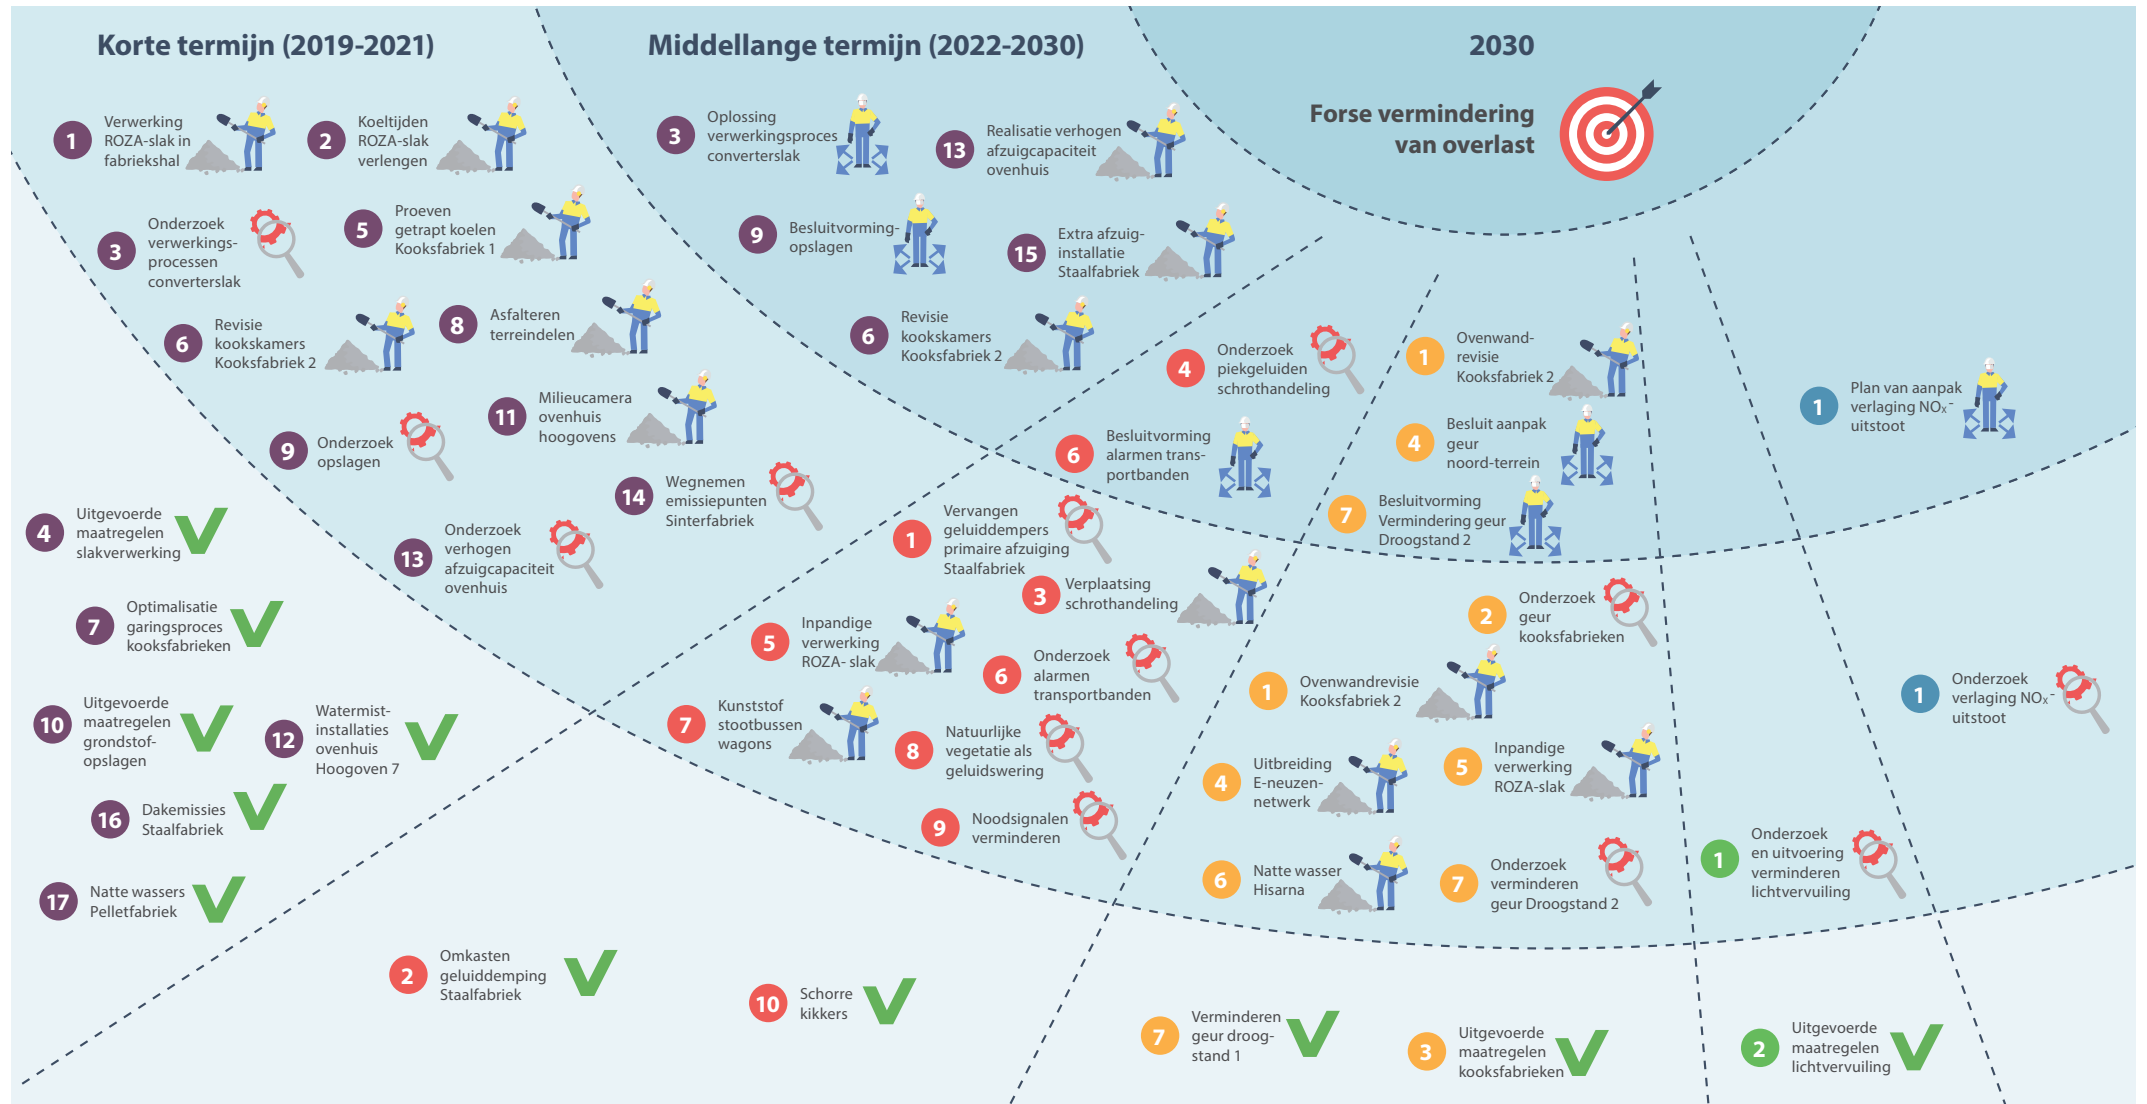 Korte termijn (2019-2021)
Middellange termijn (2022-2030)
2030
Forse vermindering
van overlast
1
Verwerking
ROZA-slak in
fabriekshal
2
Koeltijden
ROZA-slak
verlengen
3
Onderzoek
verwerkings-
processen
converterslak
5
Proeven
getrapt koelen
Kooksfabriek 1
6
Revisie
kookskamers
Kooksfabriek 2
8
Asfalteren
terreindelen
9
Onderzoek
opslagen
11
Milieucamera
ovenhuis
hoogovens
13
Onderzoek
verhogen
afzuigcapaciteit
ovenhuis
14
Wegnemen
emissiepunten
Sinterfabriek
3
Oplossing
verwerkingsproces
converterslak
13
Realisatie verhogen
afzuigcapaciteit
ovenhuis
9
Besluitvorming-
opslagen
15
Extra afzuig-
installatie
Staalfabriek
6
Revisie
kookskamers
Kooksfabriek 2
4
Onderzoek
piekgeluiden
schrothandeling
6
Besluitvorming
alarmen trans-
portbanden
1
Ovenwand-
revisie
Kooksfabriek 2
4
Besluit aanpak
geur
noord-terrein
7
Besluitvorming
Vermindering geur
Droogstand 2
1
Plan van aanpak
verlaging NOx-
uitstoot
4
Uitgevoerde
maatregelen
slakverwerking
7
Optimalisatie
garingsproces
kooksfabrieken
10
Uitgevoerde
maatregelen
grondstof-
opslagen
12
Watermist-
installaties
ovenhuis
Hoogoven 7
16
Dakemissies
Staalfabriek
17
Natte wassers
Pelletfabriek
1
Vervangen
geluiddempers
primaire afzuiging
Staalfabriek
3
Verplaatsing
schrothandeling
5
Inpandige
verwerking
ROZA- slak
6
Onderzoek
alarmen
transportbanden
7
Kunststof
stootbussen
wagons
8
Natuurlijke
vegetatie als
geluidswering
9
Noodsignalen
verminderen
2
Onderzoek
geur
kooksfabrieken
1
Ovenwandrevisie
Kooksfabriek 2
4
Uitbreiding
E-neuzen-
netwerk
5
Inpandige
verwerking
ROZA-slak
6
Natte wasser
Hisarna
7
Onderzoek
verminderen
geur Droogstand 2
1
Onderzoek
en uitvoering
verminderen
lichtvervuiling
1
Onderzoek
verlaging NOx-
uitstoot
2
Omkasten
geluiddemping
Staalfabriek
10
Schorre
kikkers
7
Verminderen
geur droog-
stand 1
3
Uitgevoerde
maatregelen
kooksfabrieken
2
Uitgevoerde
maatregelen
lichtvervuiling